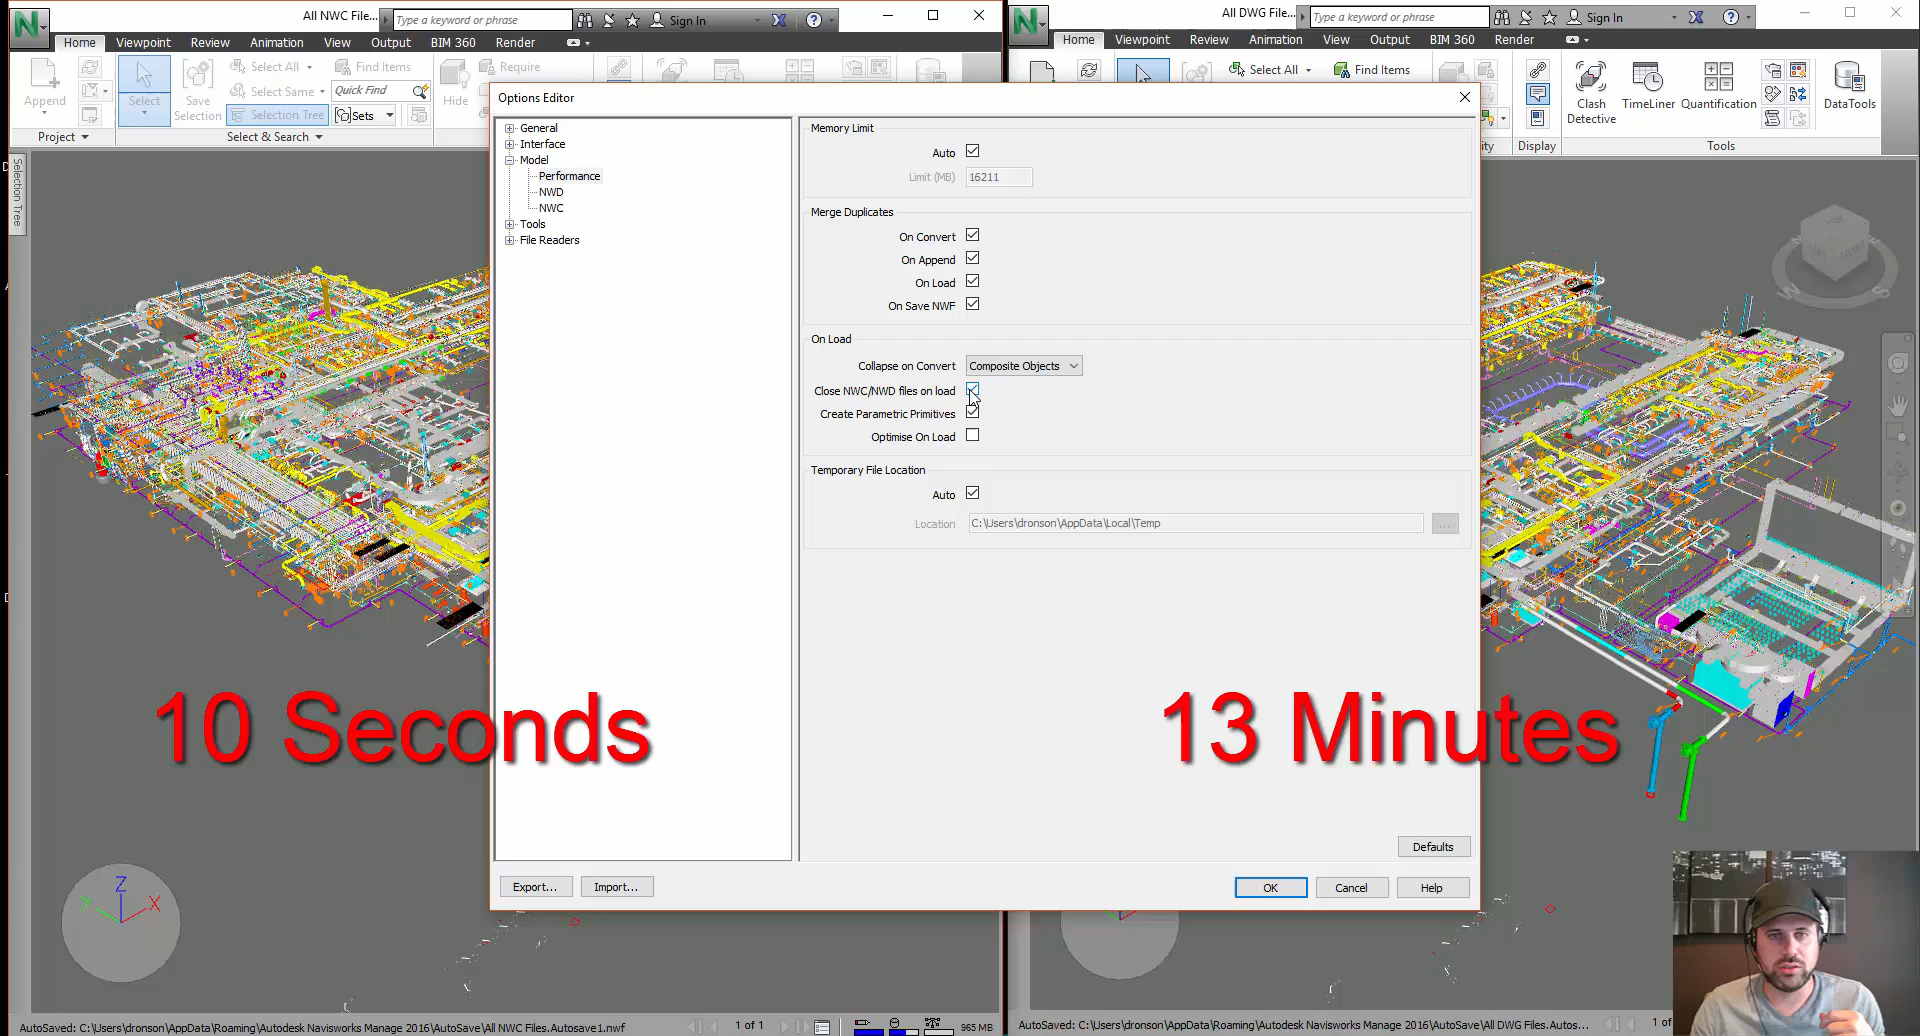 All NWC File...
Type a keyword or phrase
Sign In
Home Viewpoint Review Animation View Output BIM 360 Render
Append
Select
Save Selection
Select All
Select Same
Selection Tree
Find Items
Quick Find
Sets
Hide
Require
Project
Select & Search
Selection Tree
All DWG File...
Type a keyword or phrase
Sign In
Home Viewpoint Review Animation View Output BIM 360 Render
Select All
Find Items
Clash Detective
TimeLiner
Quantification
DataTools
Display
Tools
Options Editor
General
Interface
Model
Performance
NWD
NWC
Tools
File Readers
Memory Limit
Auto
Limit (MB) 16211
Merge Duplicates
On Convert
On Append
On Load
On Save NWF
On Load
Collapse on Convert Composite Objects
Close NWC/NWD files on load
Create Parametric Primitives
Optimise On Load
Temporary File Location
Auto
Location C:\Users\dronson\AppData\Local\Temp
...
Defaults
Export... Import... OK Cancel Help
10 Seconds
13 Minutes
Z
Y
X
AutoSaved: C:\Users\dronson\AppData\Roaming\Autodesk Navisworks Manage 2016\AutoSave\All NWC Files.Autosave1.nwf
1 of 1
965 MB
AutoSaved: C:\Users\dronson\AppData\Roaming\Autodesk Navisworks Manage 2016\AutoSave\All DWG Files.Autos...
1 of